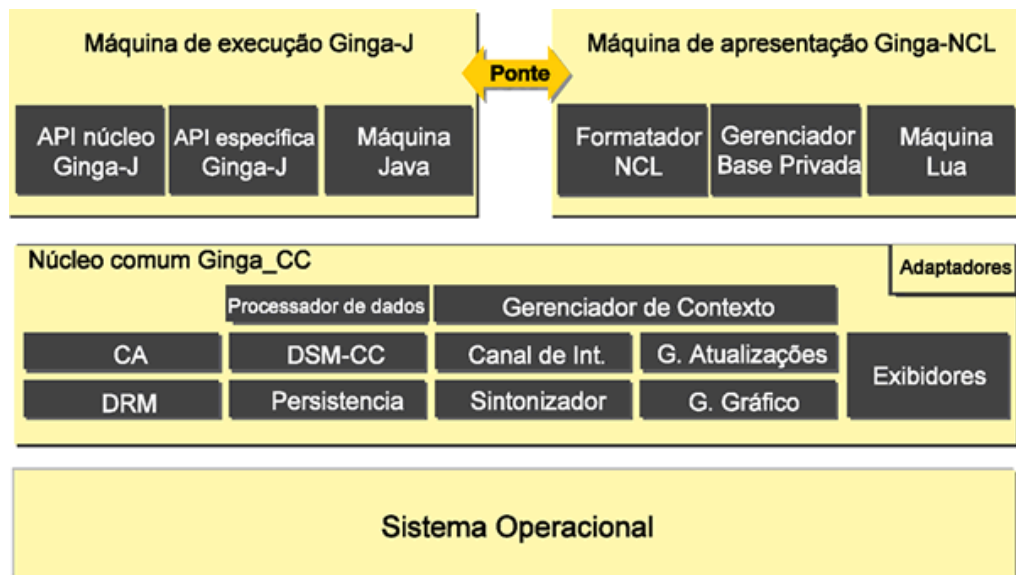 Máquina de execução Ginga-J
Ponte
Máquina de apresentação Ginga-NCL
API núcleo
Ginga-J
API específica
Ginga-J
Máquina
Java
Formatador
NCL
Gerenciador
Base Privada
Máquina
Lua
Núcleo comum Ginga_CC
Adaptadores
Processador de dados
Gerenciador de Contexto
CA
DSM-CC
Canal de Int.
G. Atualizações
Exibidores
DRM
Persistencia
Sintonizador
G. Gráfico
Sistema Operacional